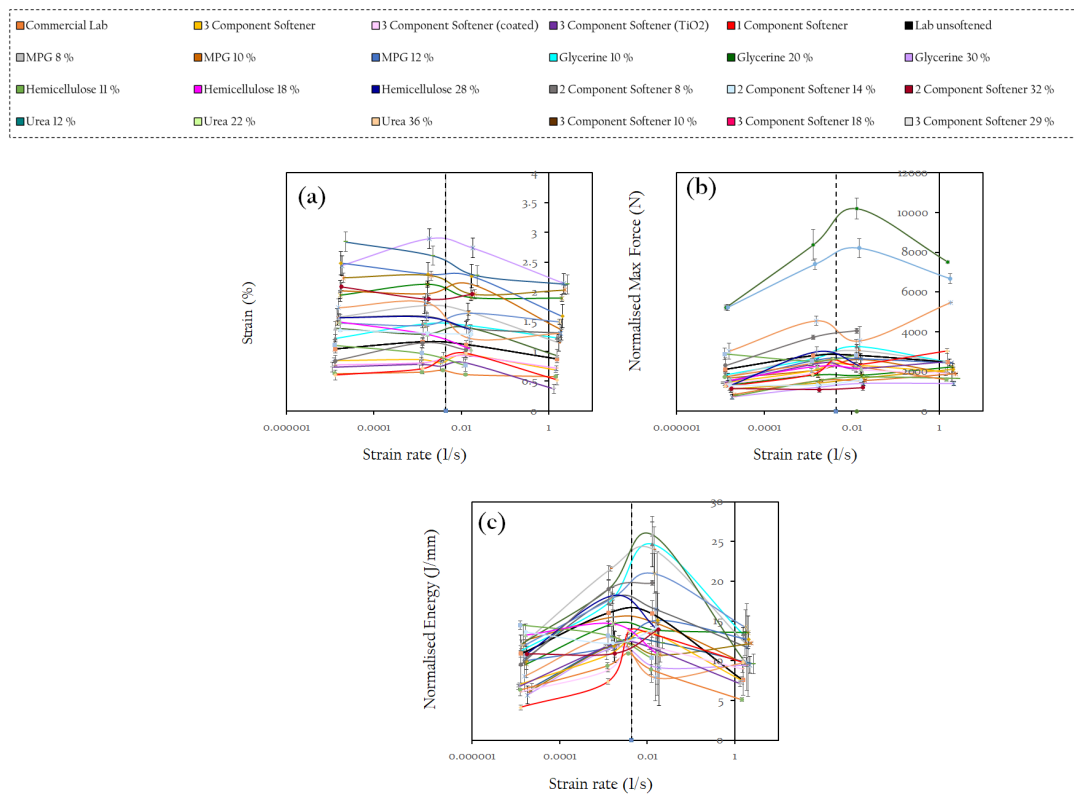 Commercial Lab 3 Component Softener 3 Component Softener (coated) 3 Component Softener (TiO2) 1 Component Softener Lab unsoftened
MPG 8 % MPG 10 % MPG 12 % Glycerine 10 % Glycerine 20 % Glycerine 30 %
Hemicellulose 11 % Hemicellulose 18 % Hemicellulose 28 % 2 Component Softener 8 % 2 Component Softener 14 % 2 Component Softener 32 %
Urea 12 % Urea 22 % Urea 36 % 3 Component Softener 10 % 3 Component Softener 18 % 3 Component Softener 29 %
(a)
Strain (%)
4
3.5
3
2.5
2
1.5
1
0.5
0
0.000001 0.0001 0.01 1
Strain rate (1/s)
(b)
Normalised Max Force (N)
12000
10000
8000
6000
4000
2000
0
0.000001 0.0001 0.01 1
Strain rate (1/s)
(c)
Normalised Energy (J/mm)
30
25
20
15
10
5
0
0.000001 0.0001 0.01 1
Strain rate (1/s)